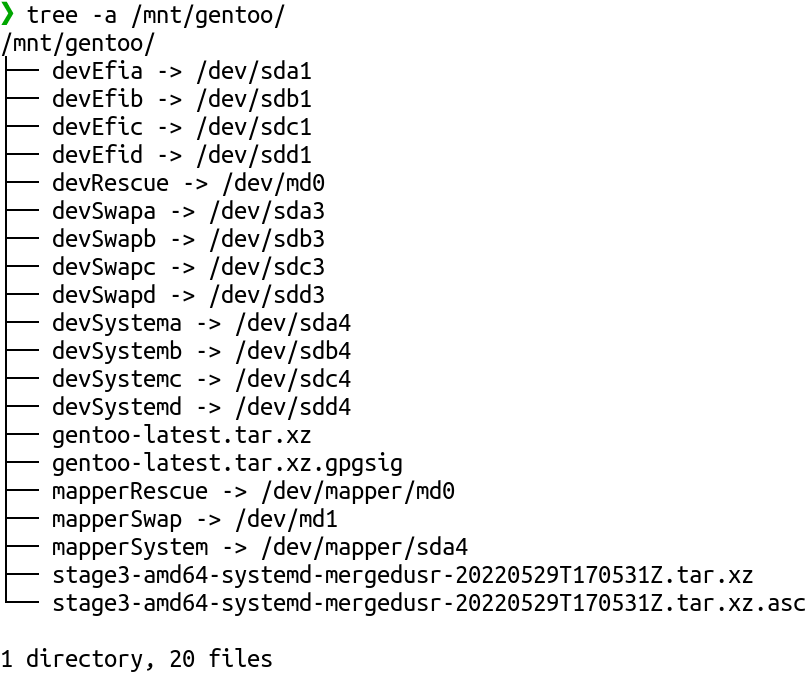 ❯ tree -a /mnt/gentoo/
/mnt/gentoo/
├── devEfia -> /dev/sda1
├── devEfib -> /dev/sdb1
├── devEfic -> /dev/sdc1
├── devEfid -> /dev/sdd1
├── devRescue -> /dev/md0
├── devSwapa -> /dev/sda3
├── devSwapb -> /dev/sdb3
├── devSwapc -> /dev/sdc3
├── devSwapd -> /dev/sdd3
├── devSystema -> /dev/sda4
├── devSystemb -> /dev/sdb4
├── devSystemc -> /dev/sdc4
├── devSystemd -> /dev/sdd4
├── gentoo-latest.tar.xz
├── gentoo-latest.tar.xz.gpgsig
├── mapperRescue -> /dev/mapper/md0
├── mapperSwap -> /dev/md1
├── mapperSystem -> /dev/mapper/sda4
├── stage3-amd64-systemd-mergedusr-20220529T170531Z.tar.xz
└── stage3-amd64-systemd-mergedusr-20220529T170531Z.tar.xz.asc

1 directory, 20 files